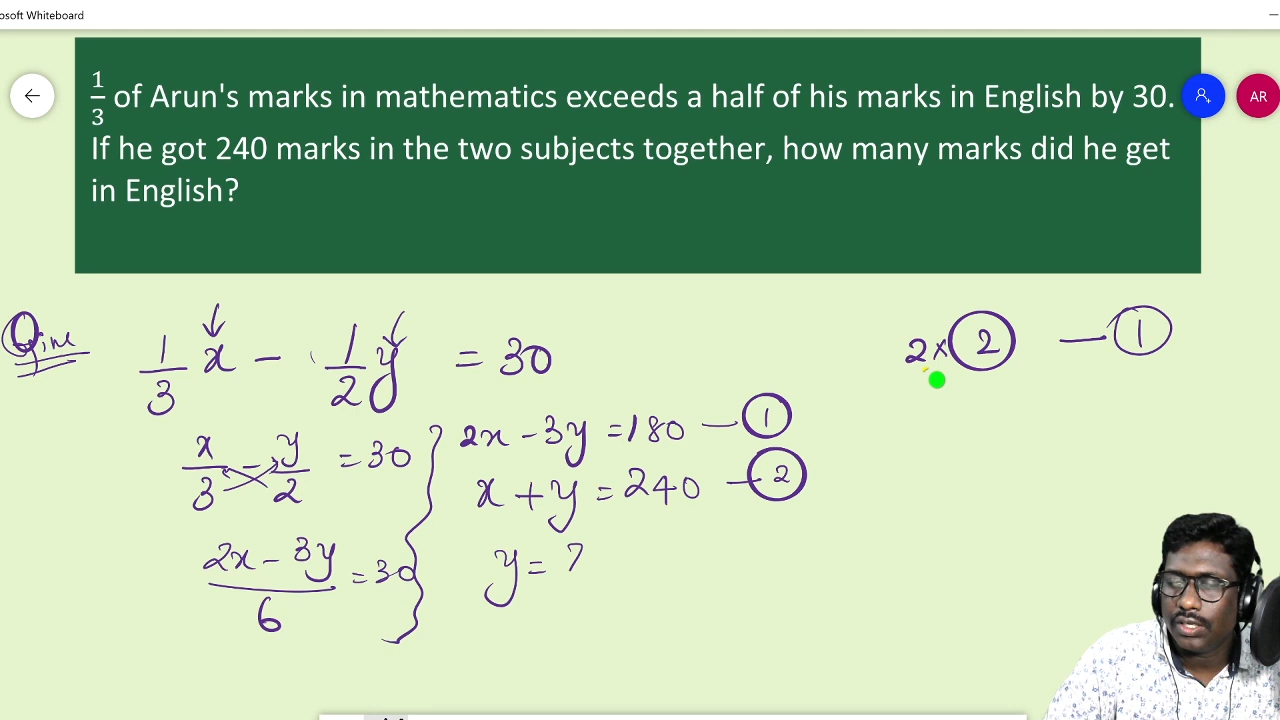 osoft Whiteboard
1/3 of Arun's marks in mathematics exceeds a half of his marks in English by 30.
If he got 240 marks in the two subjects together, how many marks did he get
in English?
AR
1/3 x - 1/2 y = 30
2 × ② — ①
x/3 - y/2 = 30
2x - 3y = 180 — ①
x + y = 240 — ②
(2x - 3y)/6 = 30
y = ?